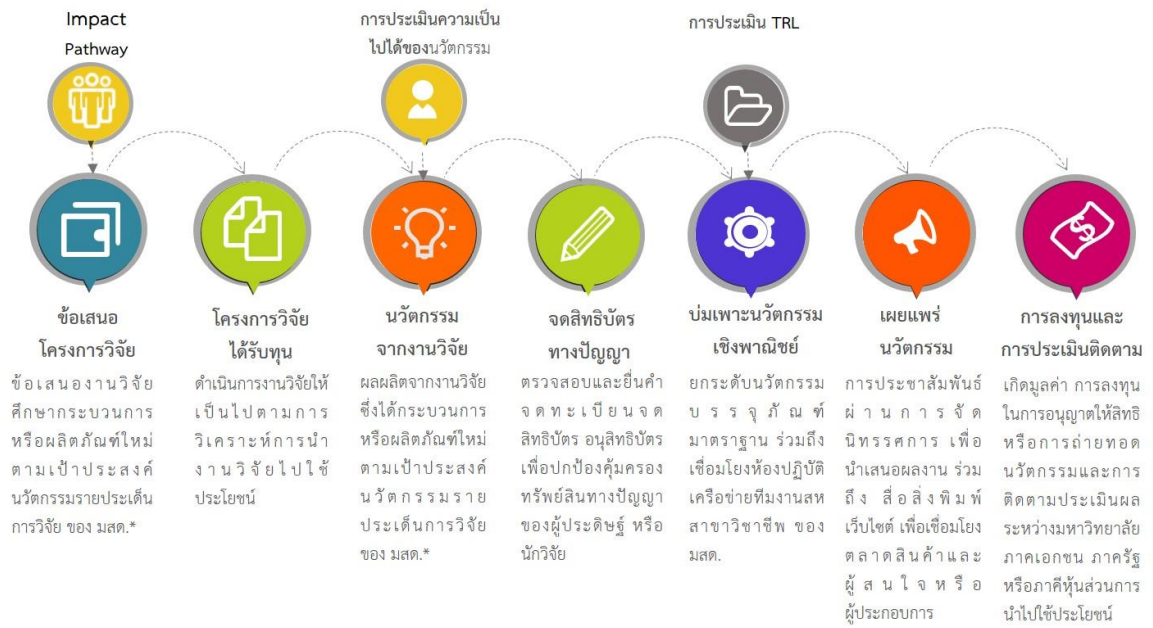 Impact
Pathway
การประเมินความเป็น
ไปได้ของนวัตกรรม
การประเมิน TRL
ข้อเสนอ
โครงการวิจัย
ข้อเสนองานวิจัย
ศึกษากระบวนการ
หรือผลิตภัณฑ์ใหม่
ตามเป้าประสงค์
นวัตกรรมรายประเด็น
การวิจัย ของ มสด.*
โครงการวิจัย
ได้รับทุน
ดำเนินการงานวิจัยให้
เป็นไปตามการ
วิเคราะห์การนำ
งานวิจัยไปใช้
ประโยชน์
นวัตกรรม
จากงานวิจัย
ผลผลิตจากงานวิจัย
ซึ่งได้กระบวนการ
หรือผลิตภัณฑ์ใหม่
ตามเป้าประสงค์
นวัตกรรมราย
ประเด็นการวิจัย
ของ มสด.*
จดสิทธิบัตร
ทางปัญญา
ตรวจสอบและยื่นคำ
จดทะเบียนจด
สิทธิบัตร อนุสิทธิบัตร
เพื่อปกป้องคุ้มครอง
ทรัพย์สินทางปัญญา
ของผู้ประดิษฐ์ หรือ
นักวิจัย
บ่มเพาะนวัตกรรม
เชิงพาณิชย์
ยกระดับนวัตกรรม
บรรจุภัณฑ์
มาตราฐาน ร่วมถึง
เชื่อมโยงห้องปฏิบัติ
เครือข่ายทีมงานสห
สาขาวิชาชีพ ของ
มสด.
เผยแพร่
นวัตกรรม
การประชาสัมพันธ์
ผ่านการจัด
นิทรรศการ เพื่อ
นำเสนอผลงาน ร่วม
ถึง สื่อสิ่งพิมพ์
เว็บไซต์ เพื่อเชื่อมโยง
ตลาดสินค้าและ
ผู้สนใจหรือ
ผู้ประกอบการ
การลงทุนและ
การประเมินติดตาม
เกิดมูลค่า การลงทุน
ในการอนุญาตให้สิทธิ
หรือการถ่ายทอด
นวัตกรรมและการ
ติดตามประเมินผล
ระหว่างมหาวิทยาลัย
ภาคเอกชน ภาครัฐ
หรือภาคีหุ้นส่วนการ
นำไปใช้ประโยชน์